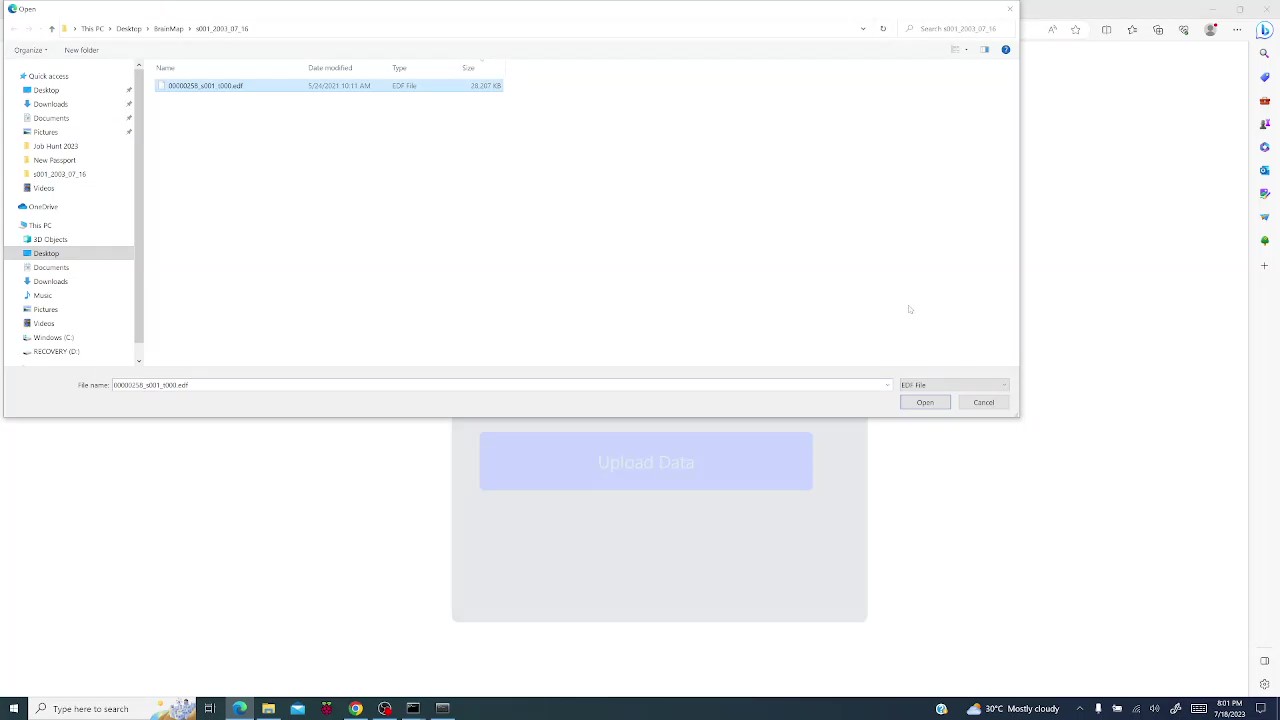 Open
This PC > Desktop > BrainMap > s001_2003_07_16
Search s001_2003_07_16
Organize
New folder
Name
Date modified
Type
Size
00000258_s001_t000.edf
5/24/2021 10:11 AM
EDF File
28,207 KB
Quick access
Desktop
Downloads
Documents
Pictures
Job Hunt 2023
New Passport
s001_2003_07_16
Videos
OneDrive
This PC
3D Objects
Desktop
Documents
Downloads
Music
Pictures
Videos
Windows (C:)
RECOVERY (D:)
File name:
00000258_s001_t000.edf
EDF File
Open
Cancel
Upload Data
Type here to search
30°C Mostly cloudy
8:01 PM
7/18/2023